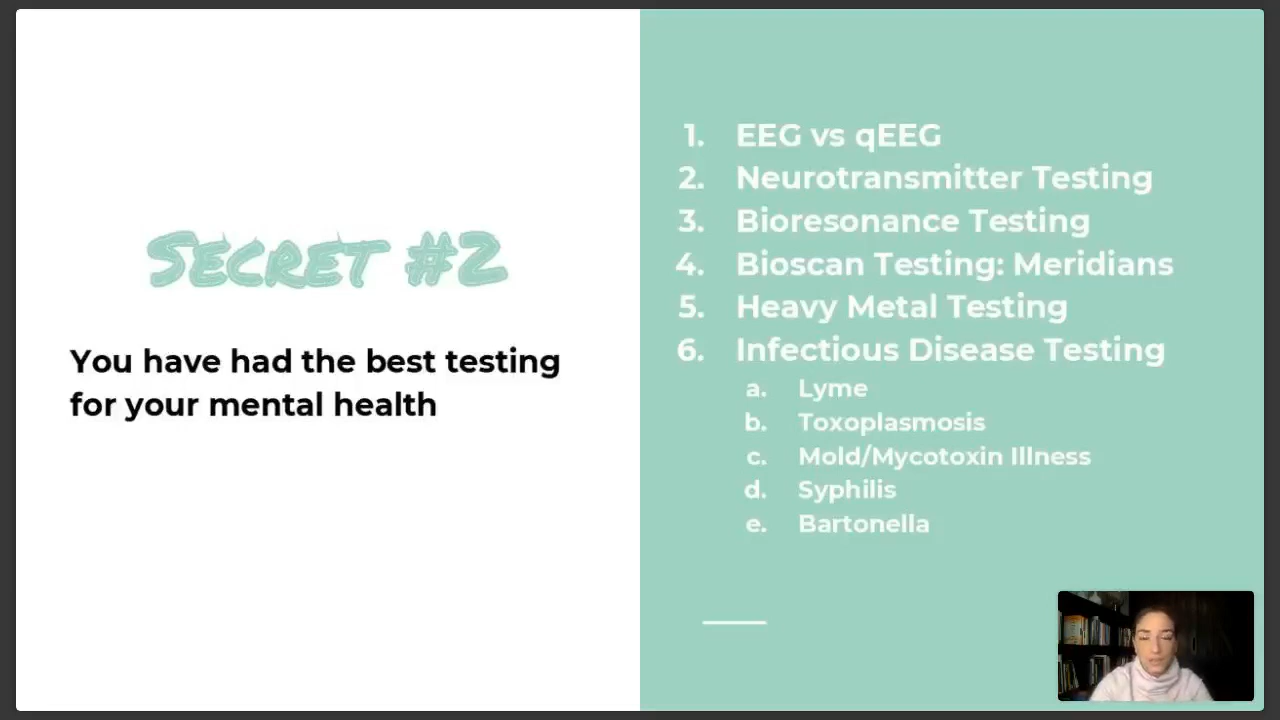 Secret #2
You have had the best testing
for your mental health
1. EEG vs qEEG
2. Neurotransmitter Testing
3. Bioresonance Testing
4. Bioscan Testing: Meridians
5. Heavy Metal Testing
6. Infectious Disease Testing
a. Lyme
b. Toxoplasmosis
c. Mold/Mycotoxin Illness
d. Syphilis
e. Bartonella